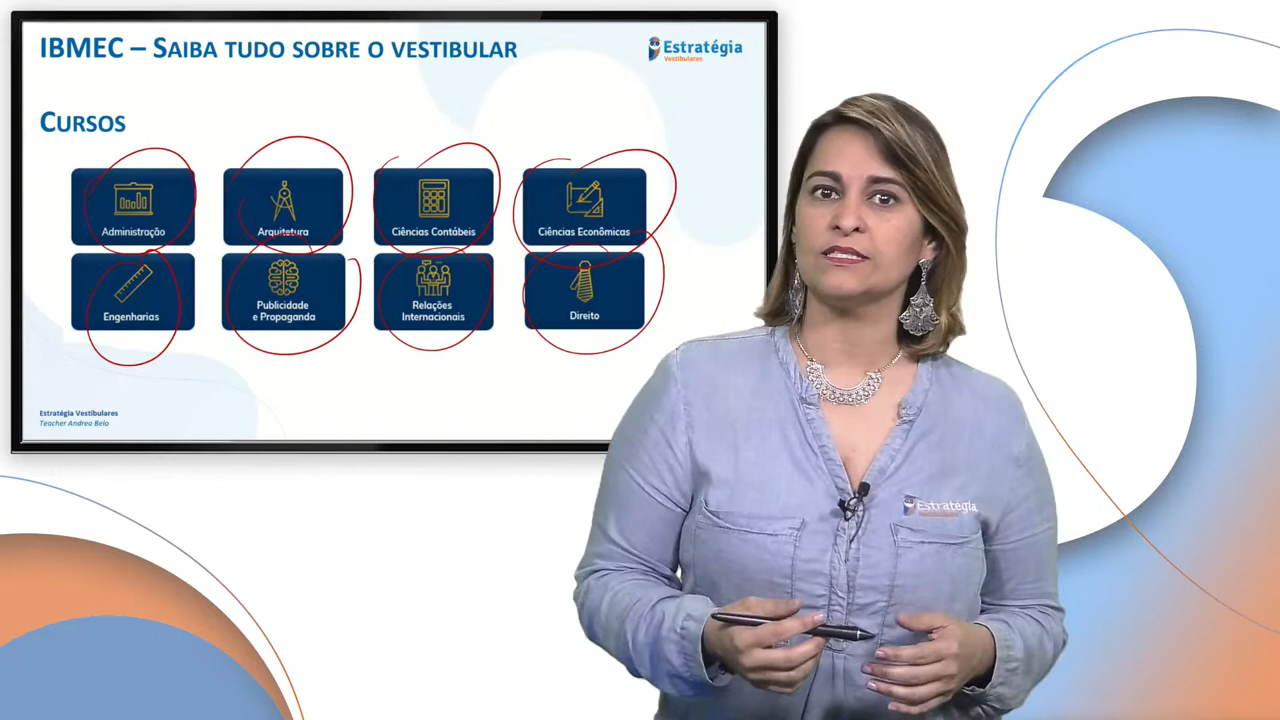 IBMEC – SAIBA TUDO SOBRE O VESTIBULAR
Estratégia
Vestibulares
CURSOS
Administração
Arquitetura
Ciências Contábeis
Ciências Econômicas
Engenharias
Publicidade
e Propaganda
Relações
Internacionais
Direito
Estratégia Vestibulares
Teacher Andrea Belo
Estratégia